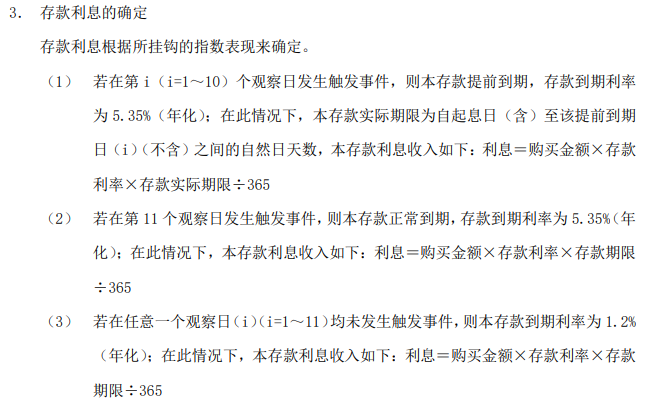 3. 存款利息的确定
存款利息根据所挂钩的指数表现来确定。
（1） 若在第 i（i=1～10）个观察日发生触发事件，则本存款提前到期，存款到期利率
为 5.35%（年化）；在此情况下，本存款实际期限为自起息日（含）至该提前到期
日（i）（不含）之间的自然日天数，本存款利息收入如下：利息＝购买金额×存款
利率×存款实际期限÷365
（2） 若在第 11 个观察日发生触发事件，则本存款正常到期，存款到期利率为 5.35%（年
化）；在此情况下，本存款利息收入如下：利息＝购买金额×存款利率×存款期限
÷365
（3） 若在任意一个观察日（i）（i=1～11）均未发生触发事件，则本存款到期利率为 1.2%
（年化）；在此情况下，本存款利息收入如下：利息＝购买金额×存款利率×存款
期限÷365